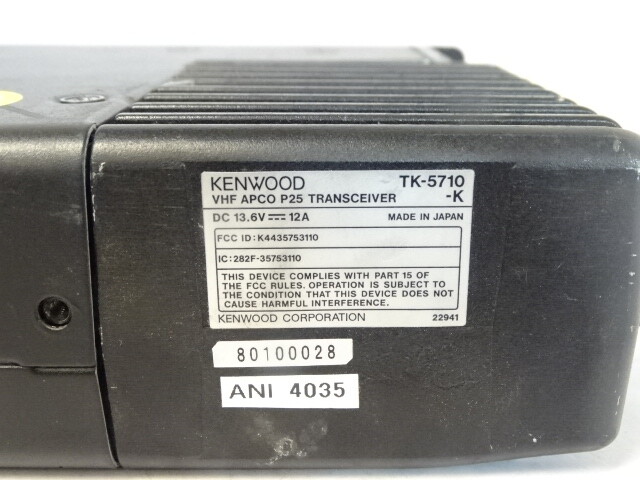 KENWOOD TK-5710
VHF APCO P25 TRANSCEIVER -K
DC 13.6V⎓12A MADE IN JAPAN
FCC ID: K4435753110
IC:282F-35753110
THIS DEVICE COMPLIES WITH PART 15 OF
THE FCC RULES. OPERATION IS SUBJECT TO
THE CONDITION THAT THIS DEVICE DOES NOT
CAUSE HARMFUL INTERFERENCE.
KENWOOD CORPORATION 22941
80100028
ANI 4035